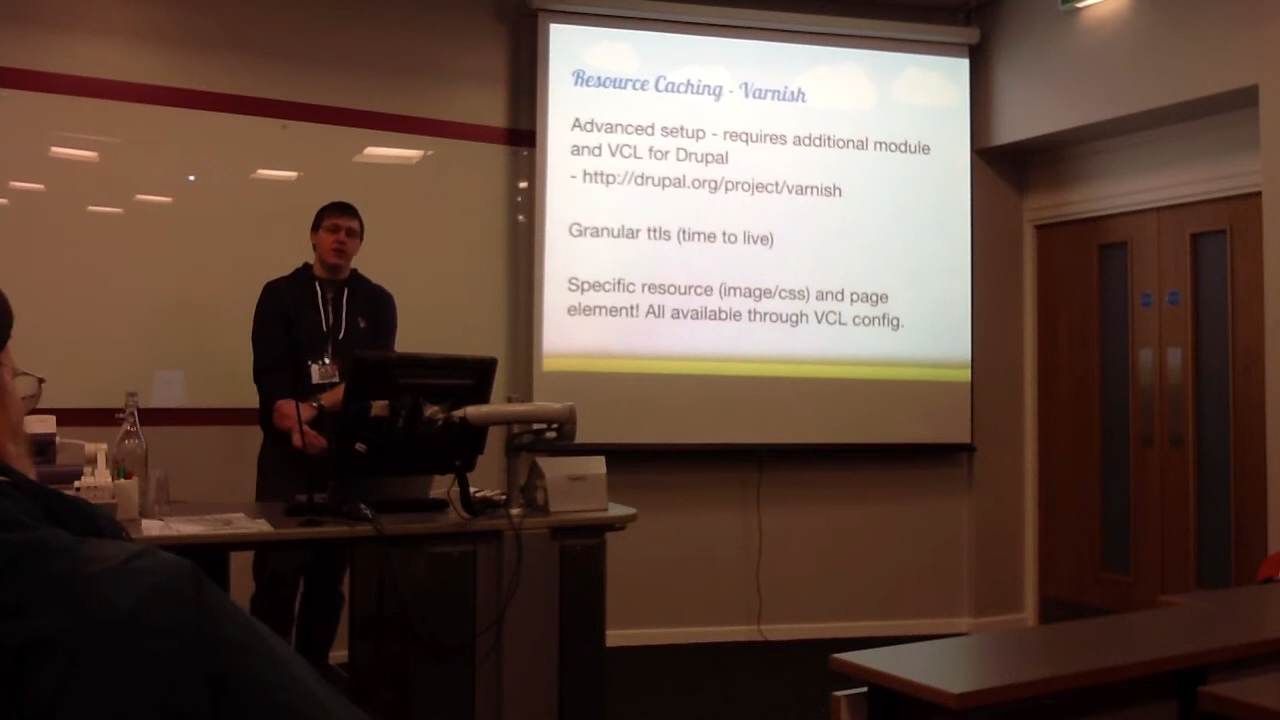 Resource Caching - Varnish
Advanced setup - requires additional module
and VCL for Drupal
- http://drupal.org/project/varnish
Granular ttls (time to live)
Specific resource (image/css) and page
element! All available through VCL config.